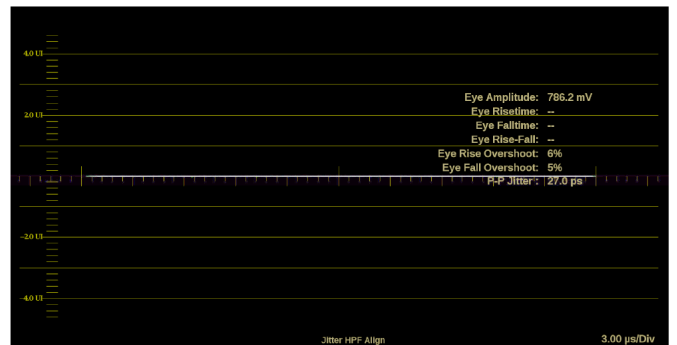 4.0 UI
Eye Amplitude: 786.2 mV
Eye Risetime: --
2.0 UI
Eye Falltime: --
Eye Rise-Fall: --
Eye Rise Overshoot: 6%
Eye Fall Overshoot: 5%
P-P Jitter : 27.0 ps
-2.0 UI
-4.0 UI
Jitter HPF Align
3.00 µs/Div